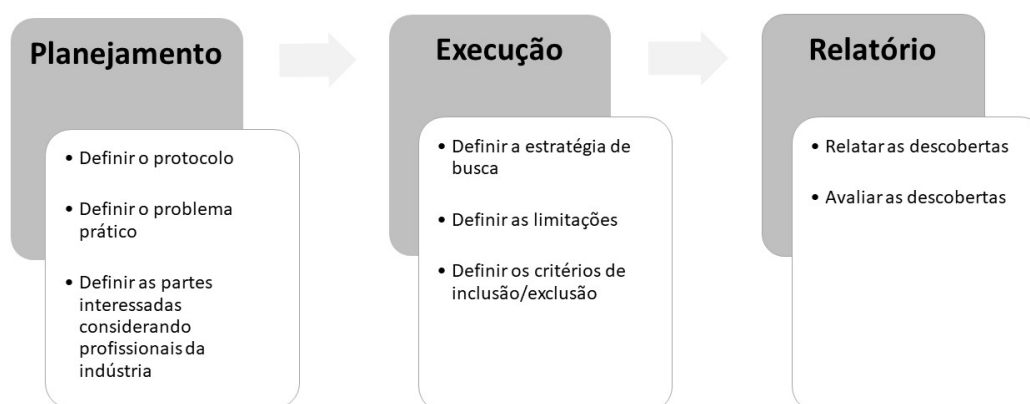 Planejamento
• Definir o protocolo
• Definir o problema
prático
• Definir as partes
interessadas
considerando
profissionais da
indústria
Execução
• Definir a estratégia de
busca
• Definir as limitações
• Definir os critérios de
inclusão/exclusão
Relatório
• Relatar as descobertas
• Avaliar as descobertas